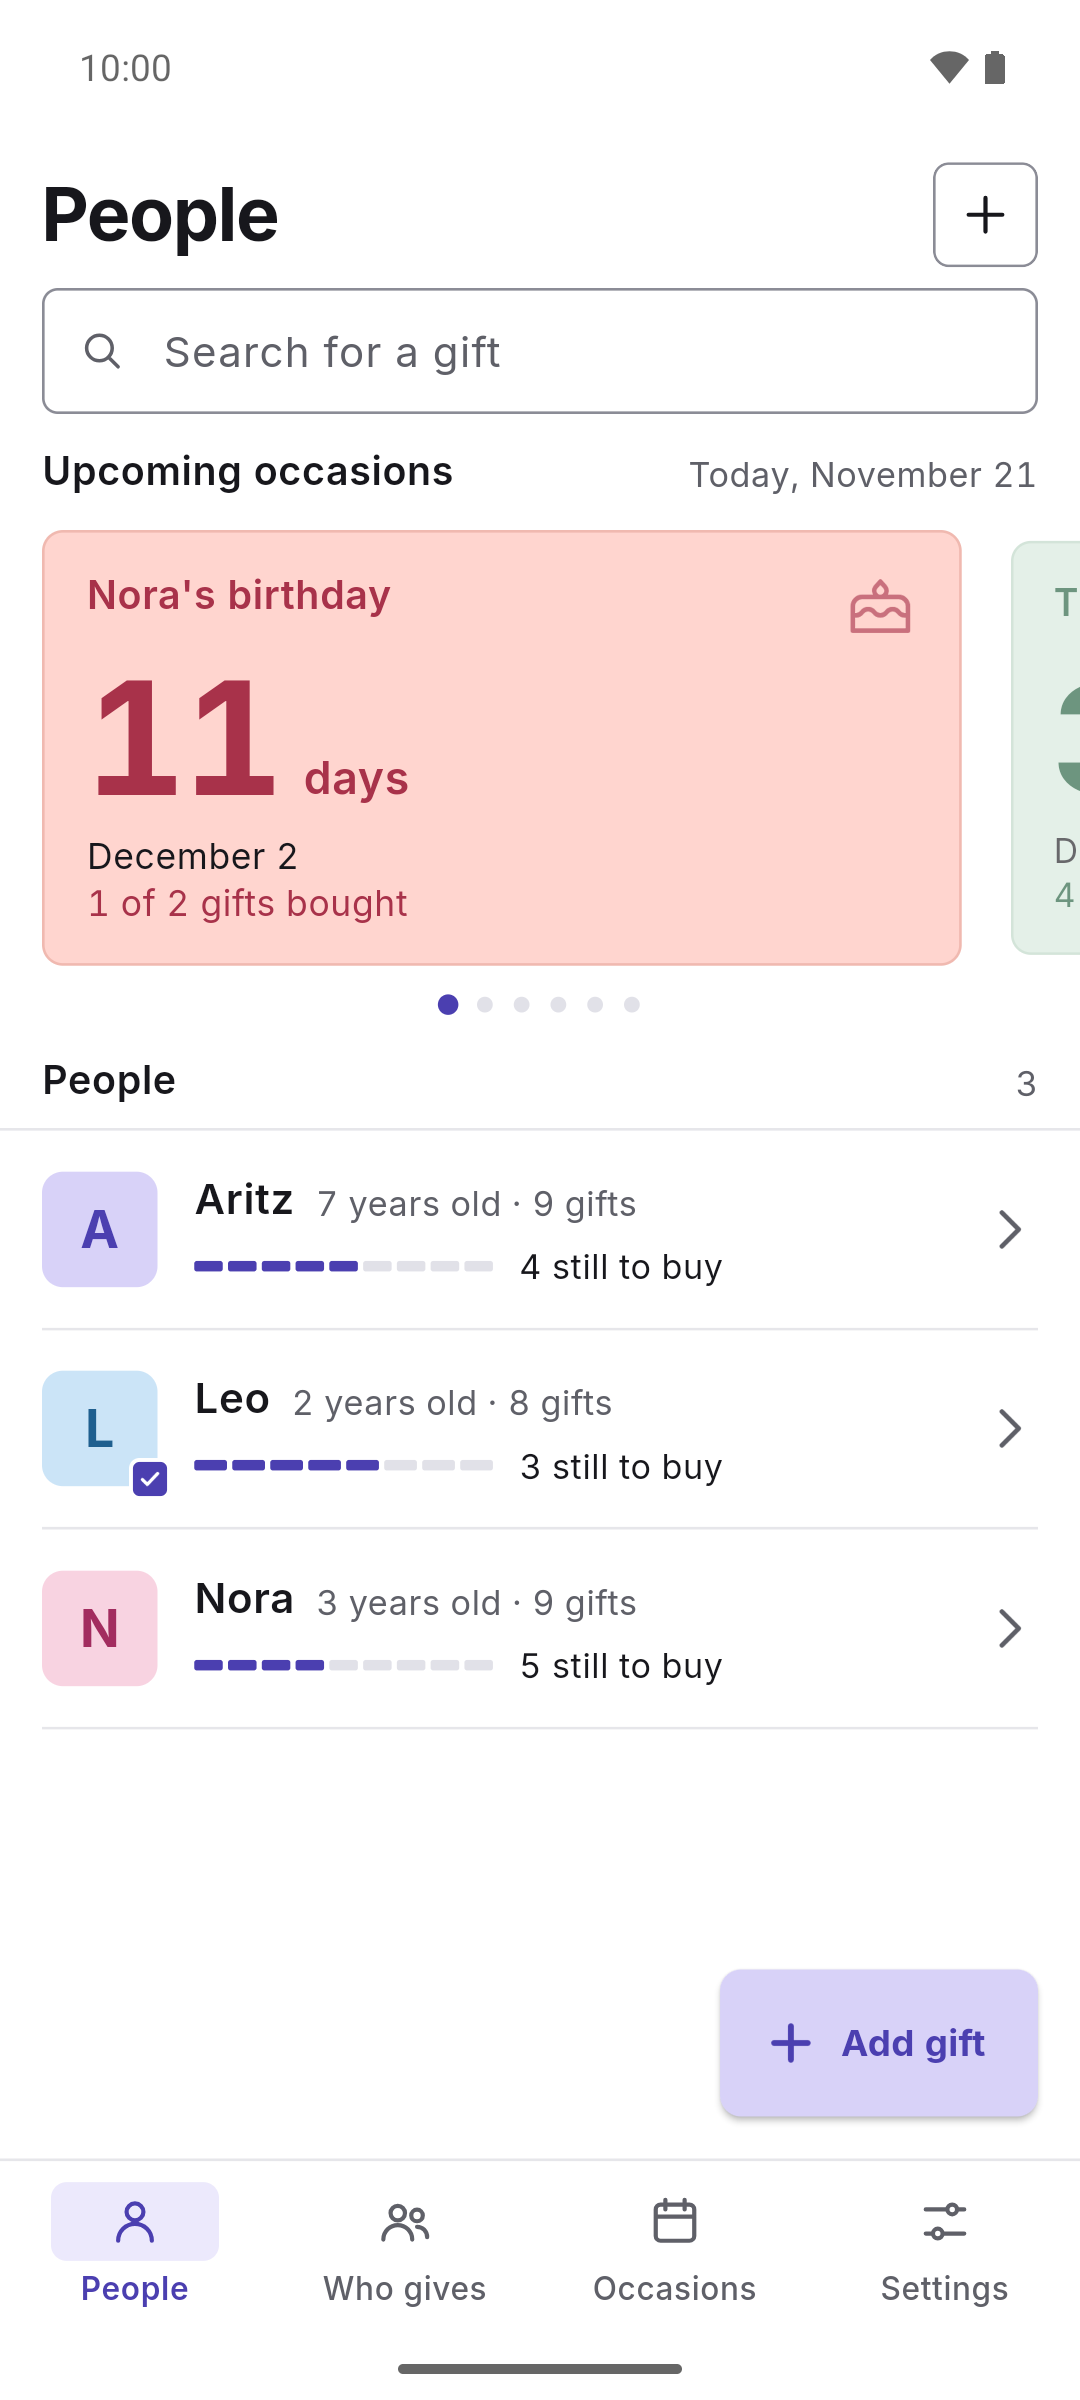 10:00
People
Search for a gift
Upcoming occasions
Today, November 21
Nora's birthday
11 days
December 2
1 of 2 gifts bought
T
D
4
People
3
A
Aritz 7 years old · 9 gifts
4 still to buy
L
Leo 2 years old · 8 gifts
3 still to buy
N
Nora 3 years old · 9 gifts
5 still to buy
Add gift
People
Who gives
Occasions
Settings